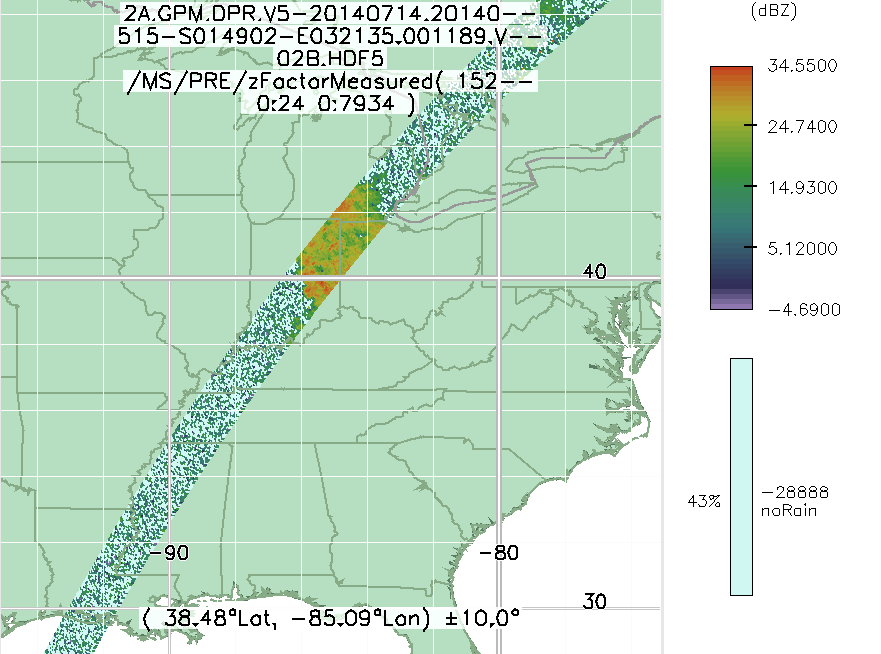 2A.GPM.DPR.V5-20140714.20140--
515-S014902-E032135.001189.V--
02B.HDF5
/MS/PRE/zFactorMeasured( 152--
0:24 0:7934 )
(dBZ)
34.5500
24.7400
14.9300
5.12000
-4.6900
40
43%
-28888
noRain
-90
-80
30
( 38.48°Lat, -85.09°Lon) ±10.0°